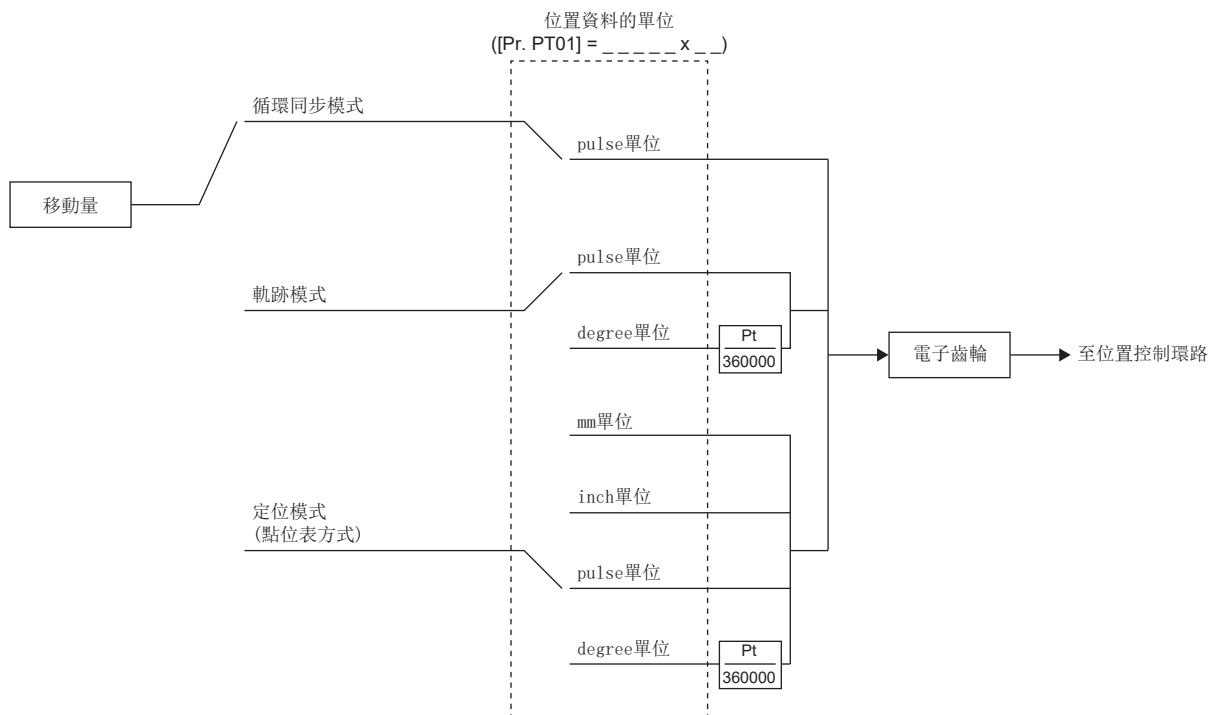 位置資料的單位
([Pr. PT01] = _ _ _ _ _ x _ _)
循環同步模式
pulse單位
移動量
pulse單位
軌跡模式
degree單位
Pt
360000
電子齒輪
至位置控制環路
mm單位
inch單位
定位模式
(點位表方式)
pulse單位
degree單位
Pt
360000